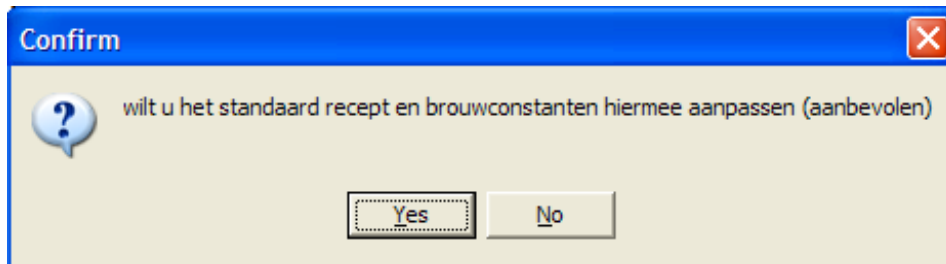 Confirm
wilt u het standaard recept en brouwconstanten hiermee aanpassen (aanbevolen)
Yes
No